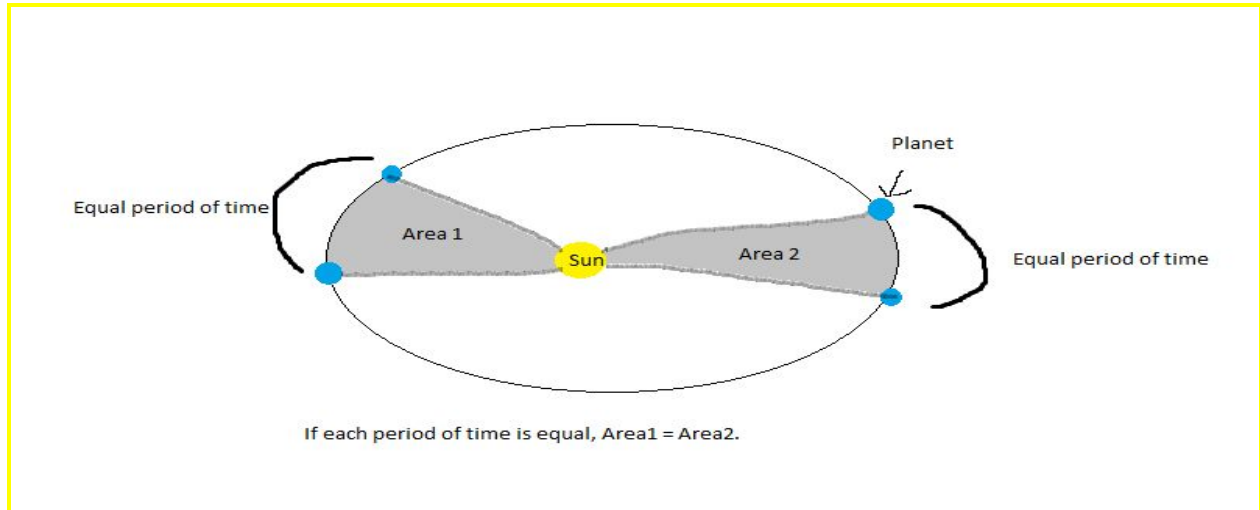 Planet
Equal period of time
Area 1
Sun
Area 2
Equal period of time
If each period of time is equal, Area1 = Area2.